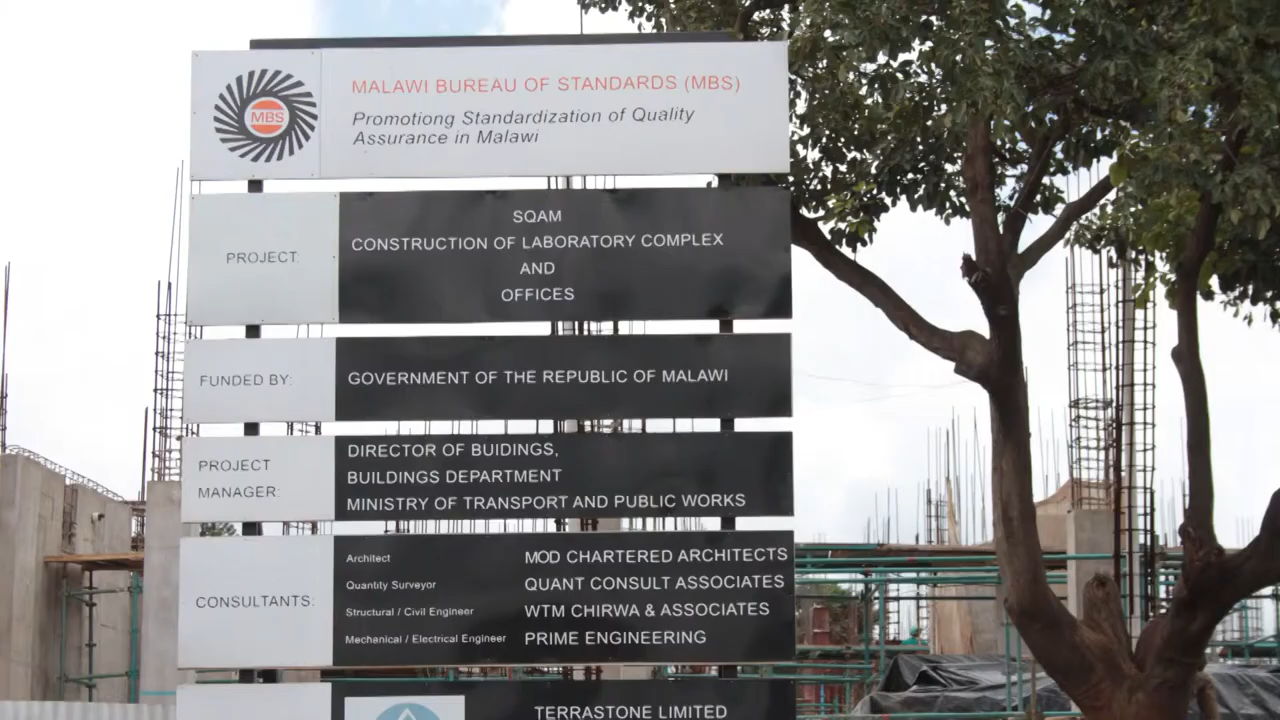 MBS
MALAWI BUREAU OF STANDARDS (MBS)
Promotiong Standardization of Quality
Assurance in Malawi
PROJECT:
SQAM
CONSTRUCTION OF LABORATORY COMPLEX
AND
OFFICES
FUNDED BY:
GOVERNMENT OF THE REPUBLIC OF MALAWI
PROJECT
MANAGER:
DIRECTOR OF BUIDINGS,
BUILDINGS DEPARTMENT
MINISTRY OF TRANSPORT AND PUBLIC WORKS
CONSULTANTS:
Architect MOD CHARTERED ARCHITECTS
Quantity Surveyor QUANT CONSULT ASSOCIATES
Structural / Civil Engineer WTM CHIRWA & ASSOCIATES
Mechanical / Electrical Engineer PRIME ENGINEERING
TERRASTONE LIMITED